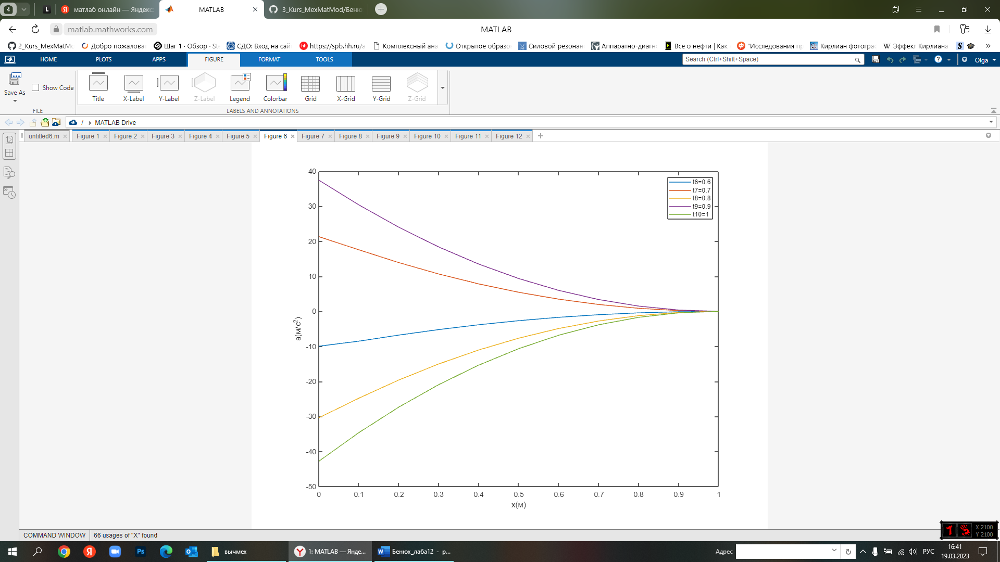 4
L
Я матлаб онлайн — Яндекс
MATLAB
3_Kurs_MexMatMod/Беню
matlab.mathworks.com
MATLAB
2_Kurs_MexMatMo
Добро пожаловат
Шаг 1 · Обзор · Ste
СДО: Вход на сайт
hh https://spb.hh.ru/a
Комплексный ана
Открытое образо
Силовой резонан
Аппаратно-диагн
Все о нефти | Как
"Исследования пр
Кирлиан фотогра
W Эффект Кирлиана
S
»
HOME
PLOTS
APPS
FIGURE
FORMAT
TOOLS
Search (Ctrl+Shift+Space)
Olga
Save As
Show Code
Title
X-Label
Y-Label
Z-Label
Legend
Colorbar
Grid
X-Grid
Y-Grid
Z-Grid
FILE
LABELS AND ANNOTATIONS
/ › MATLAB Drive
untitled6.m
Figure 1
Figure 2
Figure 3
Figure 4
Figure 5
Figure 6
Figure 7
Figure 8
Figure 9
Figure 10
Figure 11
Figure 12
40
30
20
10
0
-10
-20
-30
-40
-50
a(м/с²)
t6=0.6
t7=0.7
t8=0.8
t9=0.9
t10=1
0 0.1 0.2 0.3 0.4 0.5 0.6 0.7 0.8 0.9 1
x(м)
COMMAND WINDOW
66 usages of "X" found
X 2100
Y 2100
Я
Ps
вычмех
1: MATLAB — Янде...
W Бенюх_лаба12 - р...
Адрес
РУС
16:41
19.03.2023